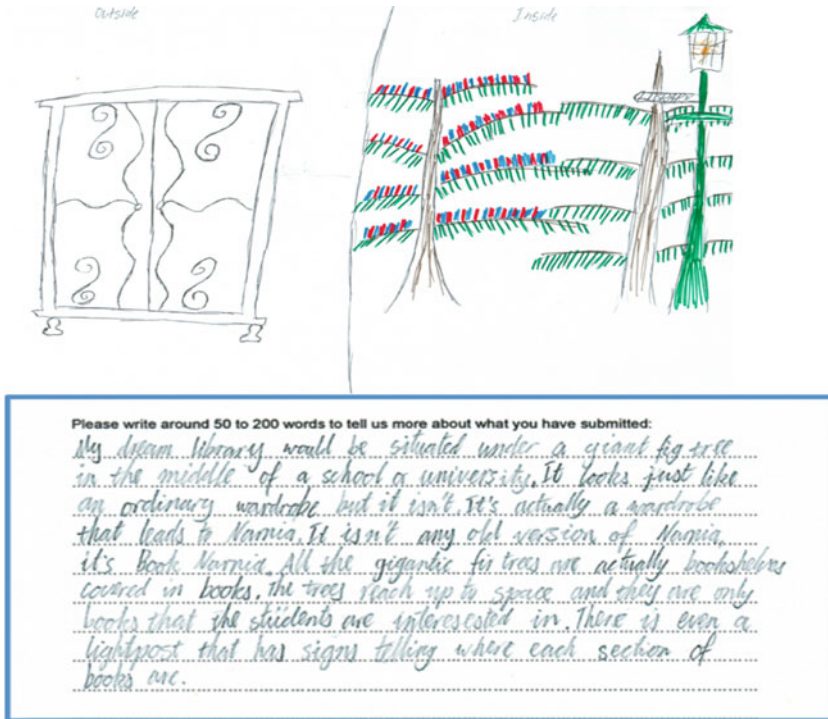 Outside
Inside
Please write around 50 to 200 words to tell us more about what you have submitted:
My dream library would be situated under a giant fig tree
in the middle of a school or university. It looks just like
an ordinary wardrobe but it isn't. It's actually a wardrobe
that leads to Narnia. It isn't any old version of Narnia,
it's Book Narnia. All the gigantic fir trees are actually bookshelves
covered in books. The trees reach up to space and they are only
books that the students are interesested in. There is even a
lightpost that has signs telling where each section of
books are.